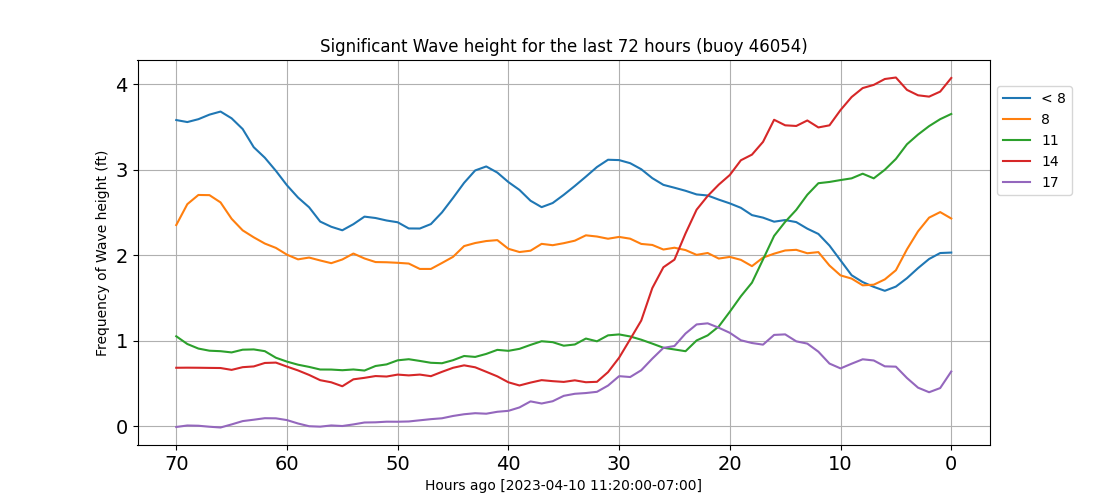 Significant Wave height for the last 72 hours (buoy 46054)
Frequency of Wave height (ft)
4
3
2
1
0
70 60 50 40 30 20 10 0
Hours ago [2023-04-10 11:20:00-07:00]
< 8
8
11
14
17